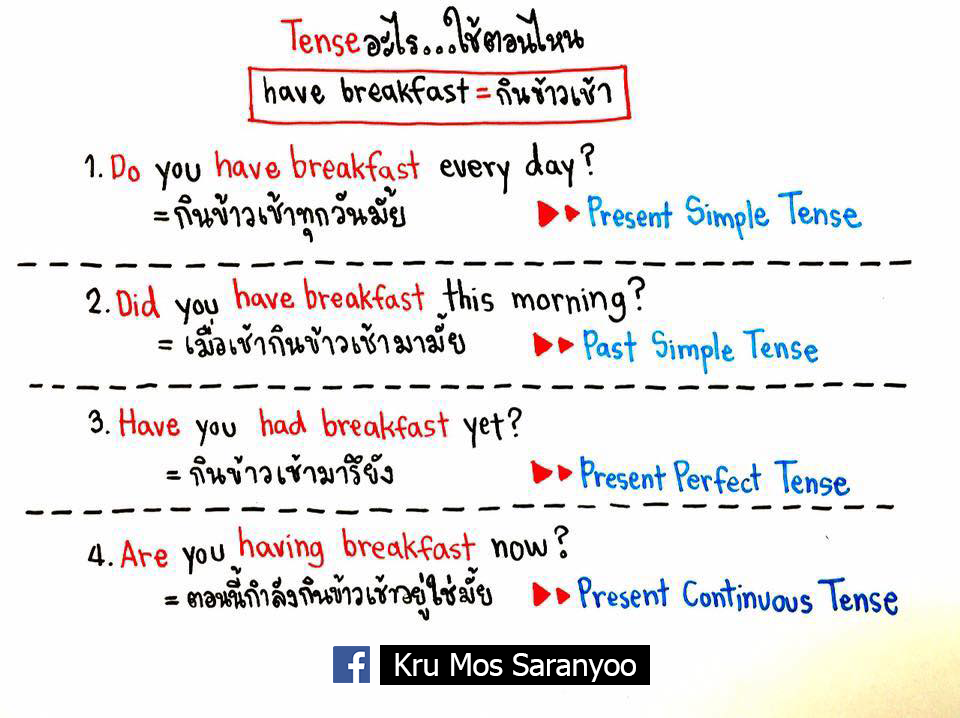 Tense อะไร...ใช้ตอนไหน
have breakfast = กินข้าวเช้า
1. Do you have breakfast every day?
= กินข้าวเช้าทุกวันมั้ย ▶▶ Present Simple Tense
2. Did you have breakfast this morning?
= เมื่อเช้ากินข้าวเช้ามามั้ย ▶▶ Past Simple Tense
3. Have you had breakfast yet?
= กินข้าวเช้ามารึยัง ▶▶ Present Perfect Tense
4. Are you having breakfast now?
= ตอนนี้กำลังกินข้าวเช้าอยู่ใช่มั้ย ▶▶ Present Continuous Tense
f Kru Mos Saranyoo